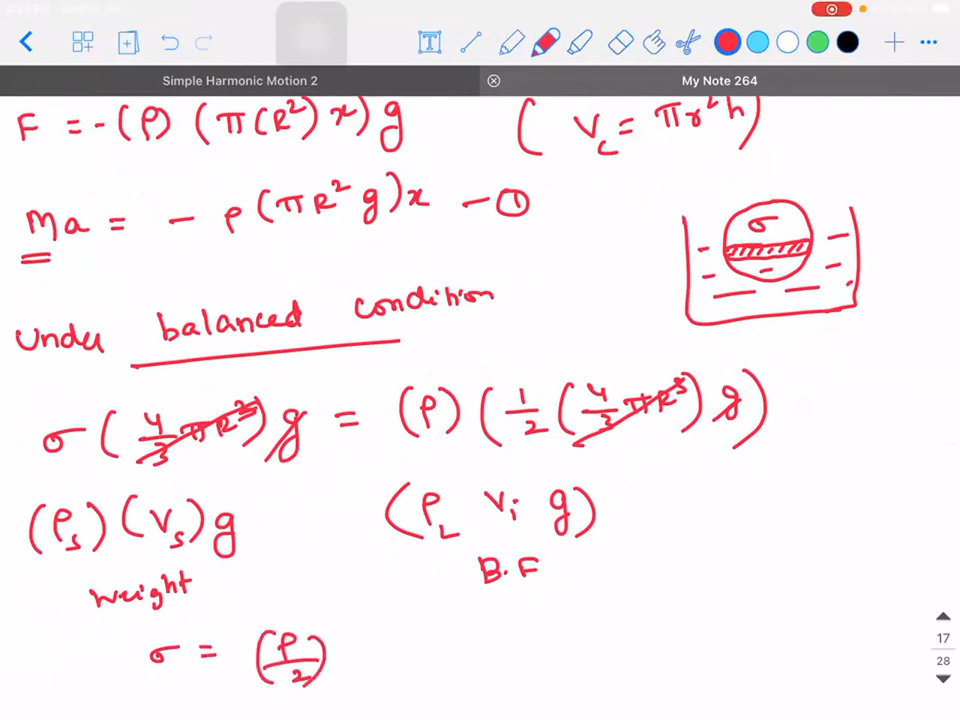 Simple Harmonic Motion 2
My Note 264
F = -(ρ) (π(R²) x) g ( V_c = πr²h )
Ma = - ρ (πR² g) x - ①
σ
Under balanced condition
σ ( 4/3 πR³ ) g = (ρ) ( 1/2 ( 4/3 πR³ ) g )
(ρ_s) (V_s) g (ρ_L V_i g)
Weight B.F
σ = (ρ/2)
17
28